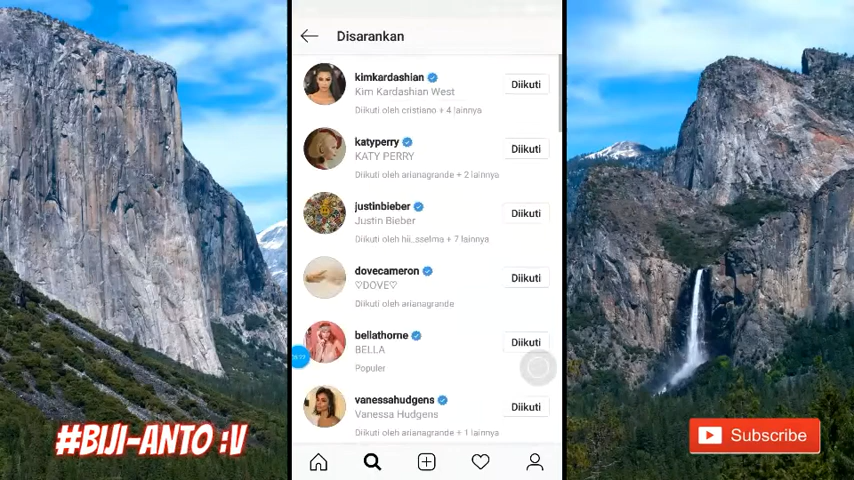 Disarankan
kimkardashian
Kim Kardashian West
Diikuti oleh cristiano + 4 lainnya
Diikuti
katyperry
KATY PERRY
Diikuti oleh arianagrande + 2 lainnya
Diikuti
justinbieber
Justin Bieber
Diikuti oleh hii_sselma + 7 lainnya
Diikuti
dovecameron
♡DOVE♡
Diikuti oleh arianagrande
Diikuti
bellathorne
BELLA
Populer
Diikuti
vanessahudgens
Vanessa Hudgens
Diikuti oleh arianagrande + 1 lainnya
Diikuti
#BIJI-ANTO :V
Subscribe